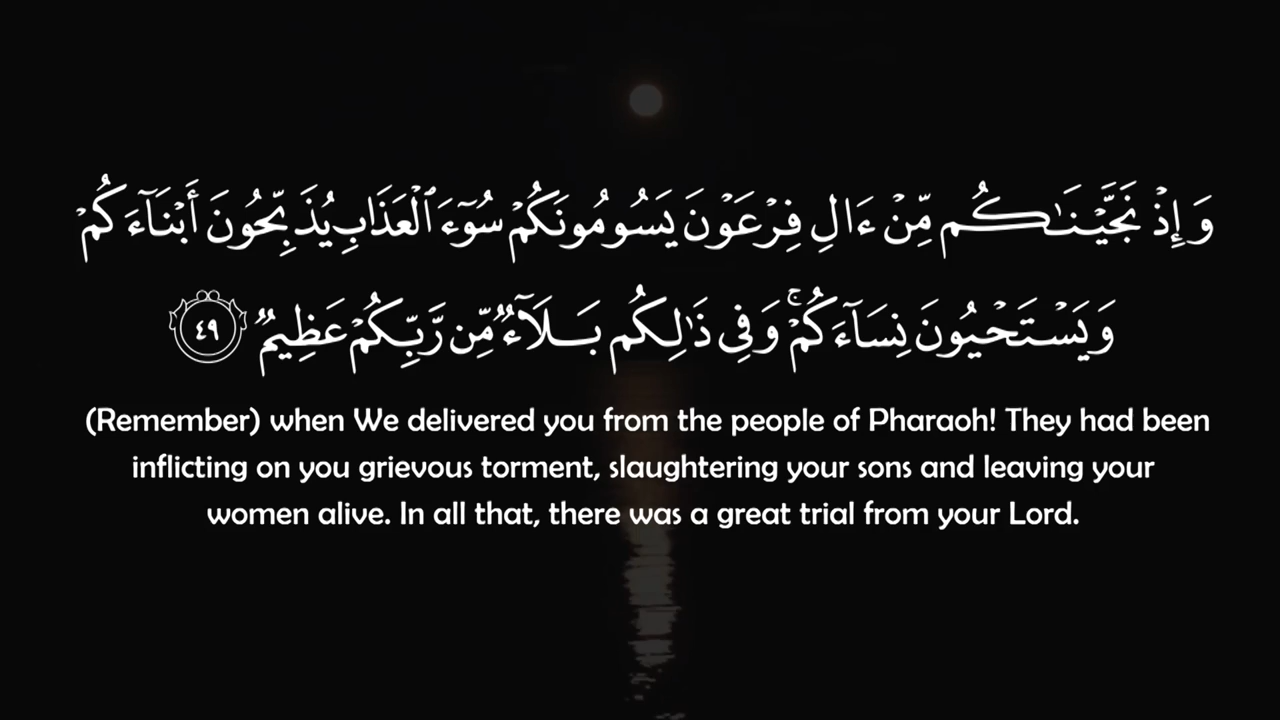 وَإِذْ نَجَّيْنَـٰكُم مِّنْ ءَالِ فِرْعَوْنَ يَسُومُونَكُمْ سُوٓءَ ٱلْعَذَابِ يُذَبِّحُونَ أَبْنَآءَكُمْ
وَيَسْتَحْيُونَ نِسَآءَكُمْ ۚ وَفِى ذَٰلِكُم بَلَآءٌ مِّن رَّبِّكُمْ عَظِيمٌ ٤٩
(Remember) when We delivered you from the people of Pharaoh! They had been
inflicting on you grievous torment, slaughtering your sons and leaving your
women alive. In all that, there was a great trial from your Lord.